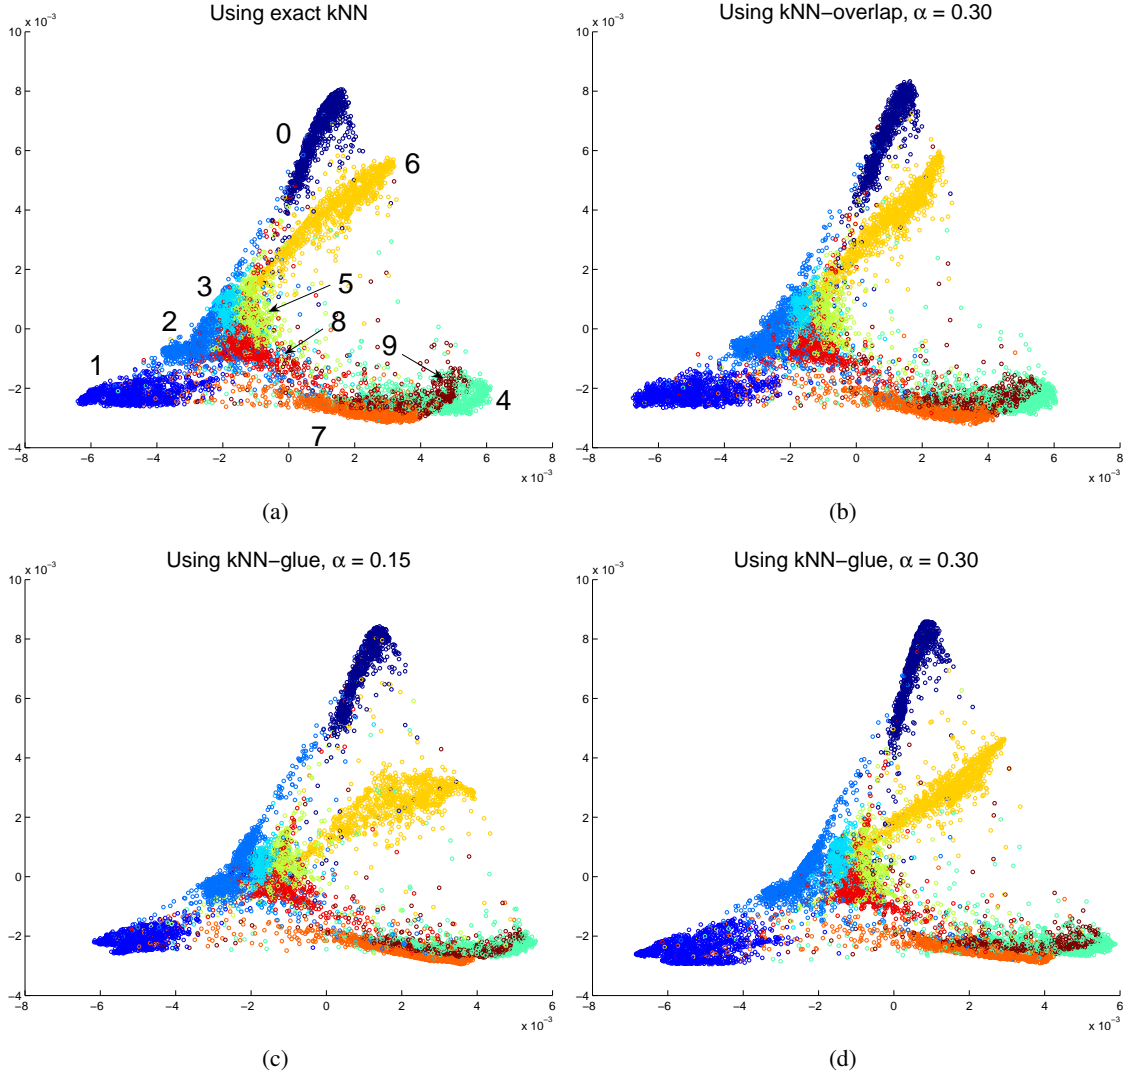 Using exact kNN
Using kNN−overlap, α = 0.30
x 10⁻³
x 10⁻³
10
8
6
4
2
0
−2
−4
0
6
3
5
2
8
1
9
4
7
10
8
6
4
2
0
−2
−4
−8 −6 −4 −2 0 2 4 6 8
−8 −6 −4 −2 0 2 4 6 8
x 10⁻³
x 10⁻³
(a)
(b)
Using kNN−glue, α = 0.15
Using kNN−glue, α = 0.30
x 10⁻³
x 10⁻³
10
8
6
4
2
0
−2
−4
10
8
6
4
2
0
−2
−4
−8 −6 −4 −2 0 2 4 6
−8 −6 −4 −2 0 2 4 6
x 10⁻³
x 10⁻³
(c)
(d)